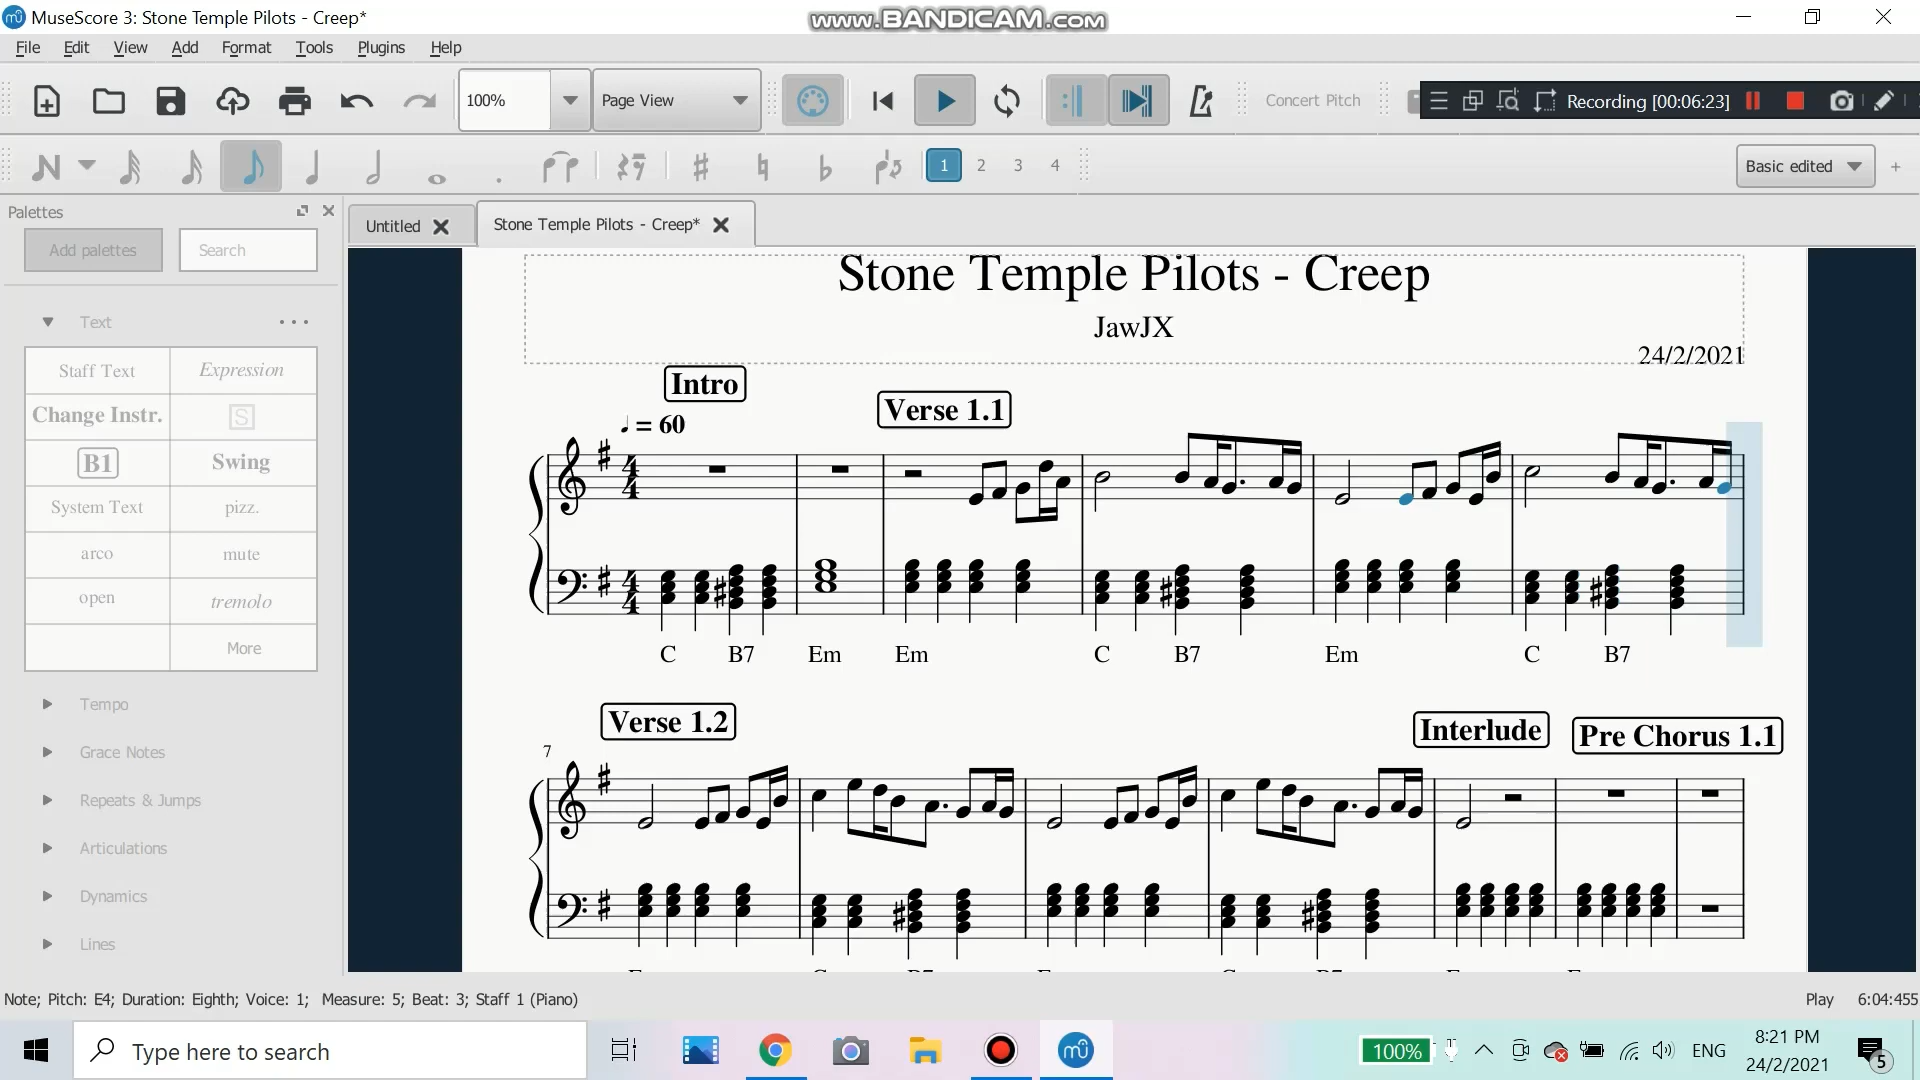 MuseScore 3: Stone Temple Pilots - Creep*
www.BANDICAM.com
File Edit View Add Format Tools Plugins Help
100%
Page View
Concert Pitch
Recording [00:06:23]
1 2 3 4
Basic edited
Palettes
Add palettes
Search
Untitled
Stone Temple Pilots - Creep*
Text
Staff Text
Expression
Change Instr.
S
B1
Swing
System Text
pizz.
arco
mute
open
tremolo
More
Tempo
Grace Notes
Repeats & Jumps
Articulations
Dynamics
Lines
Stone Temple Pilots - Creep
JawJX
24/2/2021
Intro
= 60
Verse 1.1
C B7 Em Em C B7 Em C B7
Verse 1.2
Interlude
Pre Chorus 1.1
7
Note; Pitch: E4; Duration: Eighth; Voice: 1; Measure: 5; Beat: 3; Staff 1 (Piano)
Play 6:04:455
Type here to search
100%
ENG
8:21 PM
24/2/2021
5